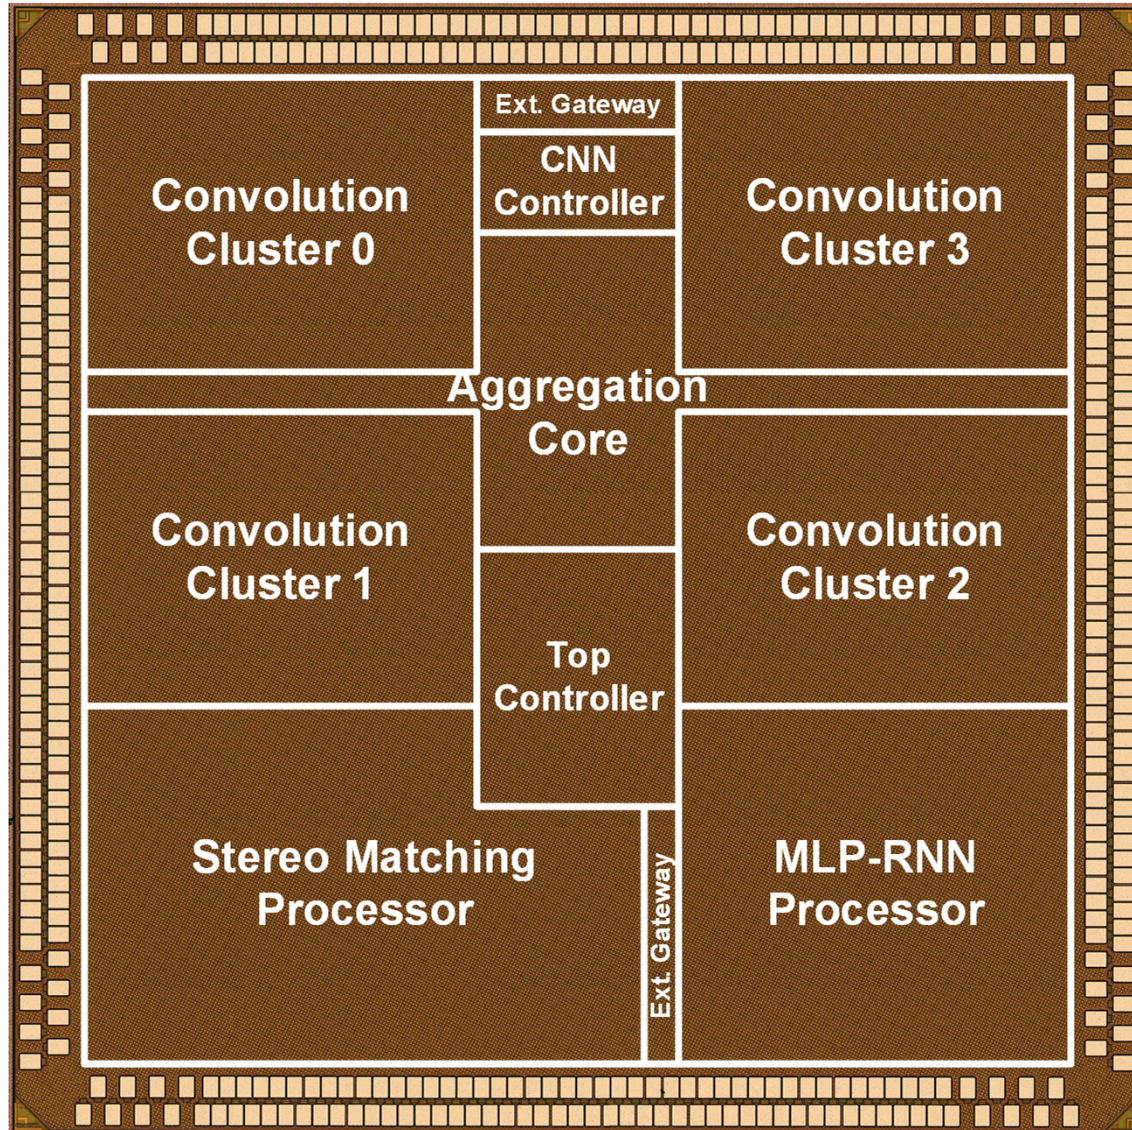 Ext. Gateway
CNN
Controller
Convolution
Cluster 0
Convolution
Cluster 3
Aggregation
Core
Convolution
Cluster 1
Convolution
Cluster 2
Top
Controller
Stereo Matching
Processor
Ext. Gateway
MLP-RNN
Processor